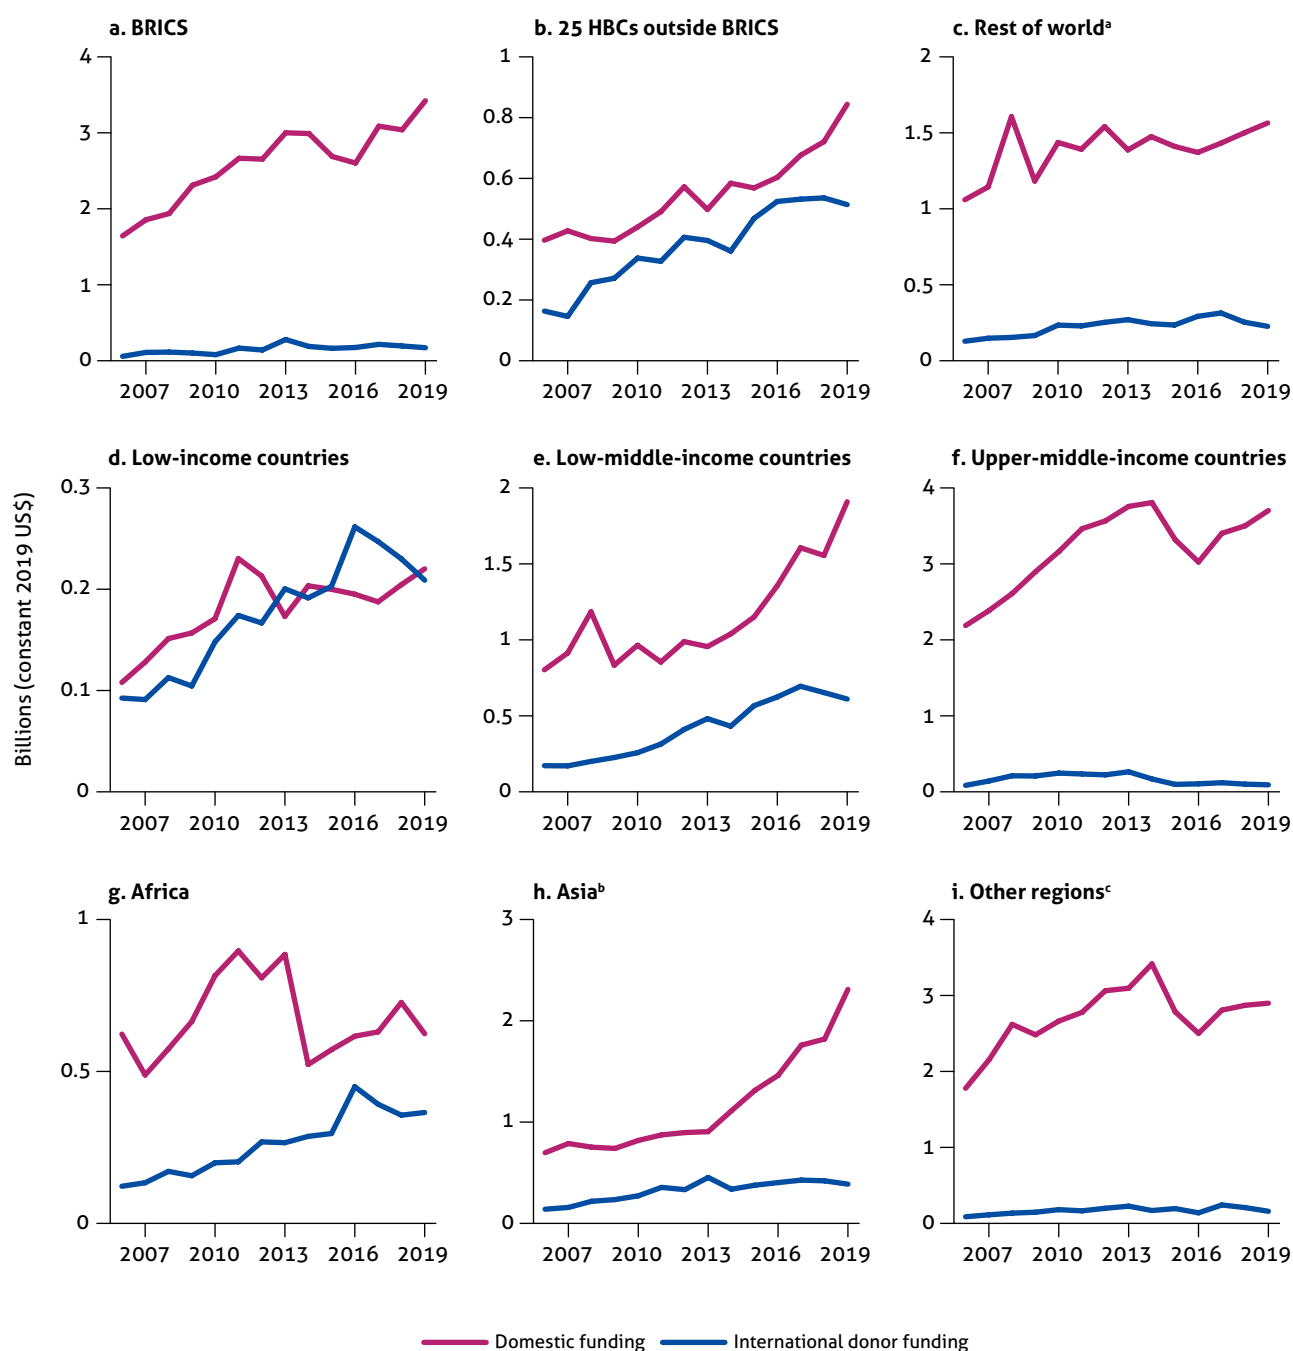 a. BRICS
4
3
2
1
0
2007 2010 2013 2016 2019
b. 25 HBCs outside BRICS
1
0.8
0.6
0.4
0.2
0
2007 2010 2013 2016 2019
c. Rest of worldᵃ
2
1.5
1
0.5
0
2007 2010 2013 2016 2019
Billions (constant 2019 US$)
d. Low-income countries
0.3
0.2
0.1
0
2007 2010 2013 2016 2019
e. Low-middle-income countries
2
1.5
1
0.5
0
2007 2010 2013 2016 2019
f. Upper-middle-income countries
4
3
2
1
0
2007 2010 2013 2016 2019
g. Africa
1
0.5
0
2007 2010 2013 2016 2019
h. Asiaᵇ
3
2
1
0
2007 2010 2013 2016 2019
i. Other regionsᶜ
4
3
2
1
0
2007 2010 2013 2016 2019
Domestic funding International donor funding